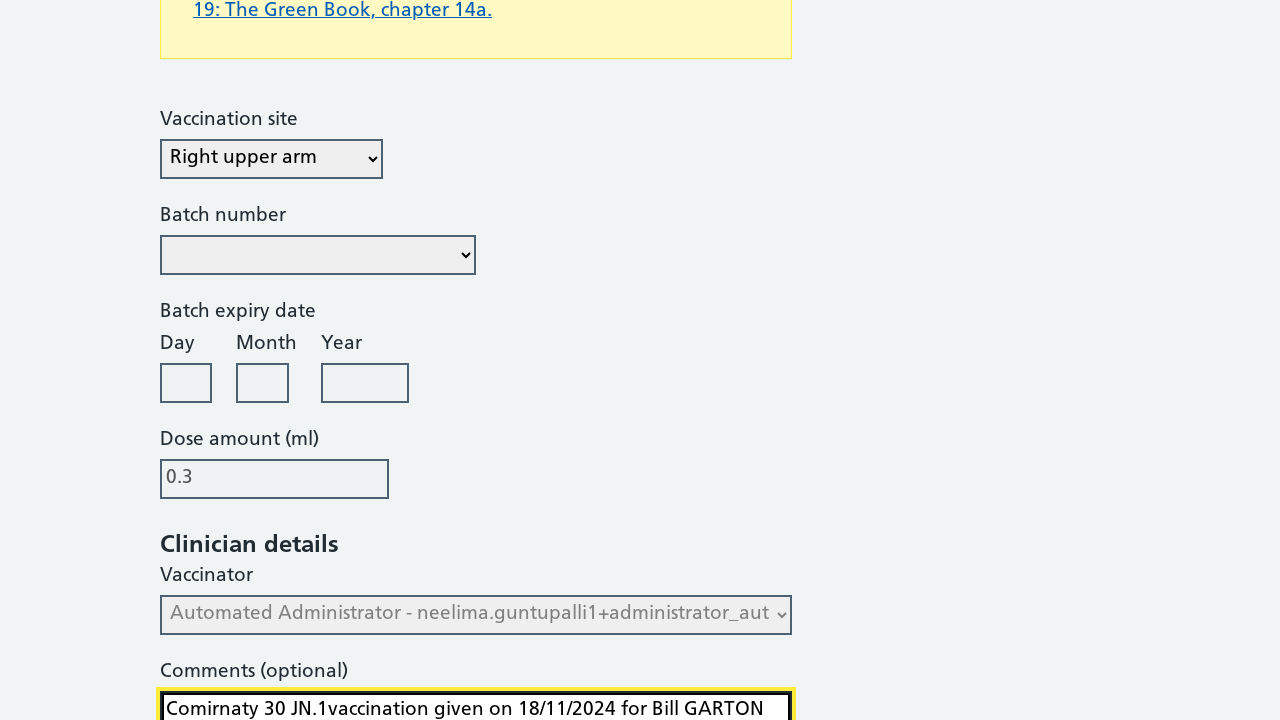 19: The Green Book, chapter 14a.
Vaccination site
Right upper arm
Batch number
Batch expiry date
Day Month Year
Dose amount (ml)
0.3
Clinician details
Vaccinator
Automated Administrator - neelima.guntupalli1+administrator_aut
Comments (optional)
Comirnaty 30 JN.1vaccination given on 18/11/2024 for Bill GARTON